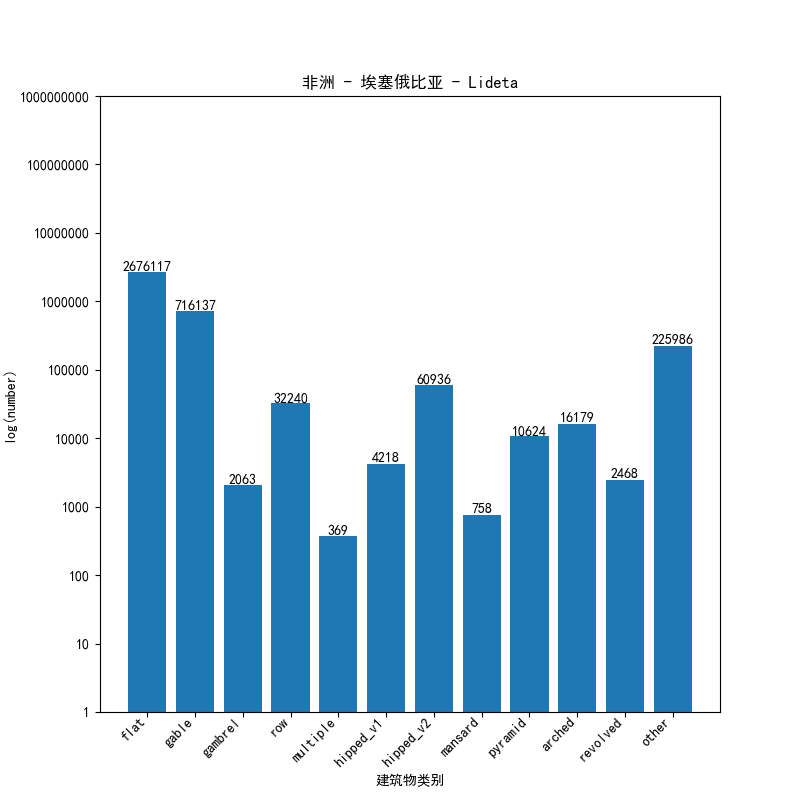 非洲 - 埃塞俄比亚 - Lideta
1000000000
100000000
10000000
1000000
100000
10000
1000
100
10
1
log(number)
2676117
716137
2063
32240
369
4218
60936
758
10624
16179
2468
225986
flat
gable
gambrel
row
multiple
hipped_v1
hipped_v2
mansard
pyramid
arched
revolved
other
建筑物类别